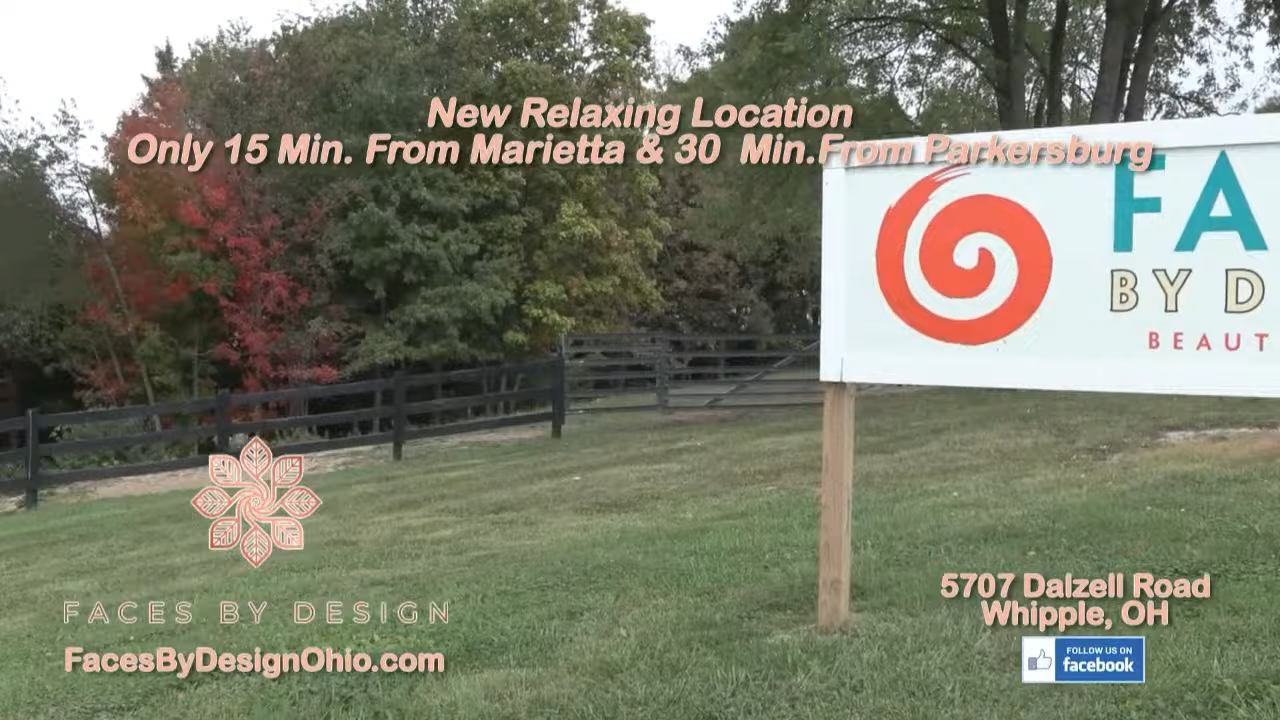 New Relaxing Location
Only 15 Min. From Marietta & 30 Min.From Parkersburg
FA
BY D
BEAUT
FACES BY DESIGN
FacesByDesignOhio.com
5707 Dalzell Road
Whipple, OH
FOLLOW US ON
facebook